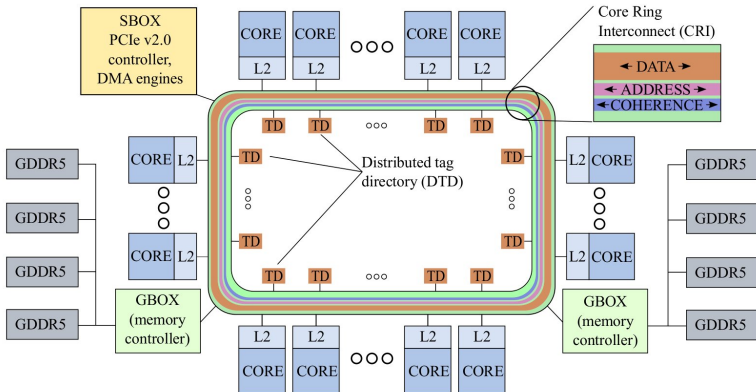 SBOX
PCIe v2.0
controller,
DMA engines
CORE
CORE
CORE
CORE
L2
L2
L2
L2
Core Ring
Interconnect (CRI)
DATA
ADDRESS
COHERENCE
TD
TD
TD
TD
GDDR5
GDDR5
GDDR5
GDDR5
CORE
L2
CORE
L2
TD
TD
Distributed tag
directory (DTD)
TD
TD
L2
CORE
L2
CORE
GDDR5
GDDR5
GDDR5
GDDR5
TD
TD
TD
TD
GBOX
(memory
controller)
GBOX
(memory
controller)
L2
L2
L2
L2
CORE
CORE
CORE
CORE